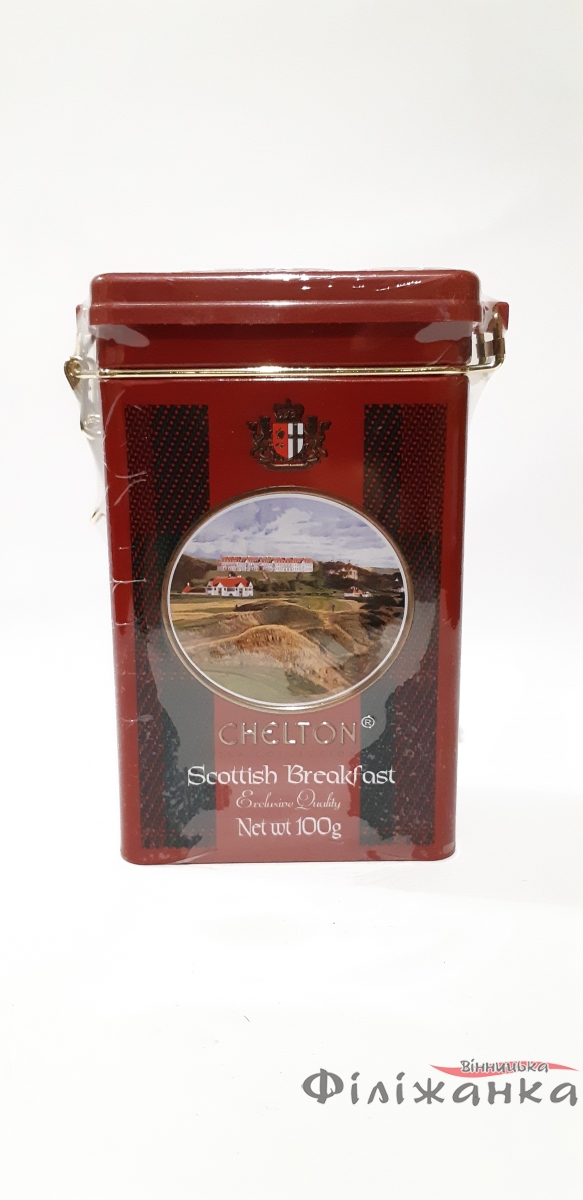 CHELTON®
Scottish Breakfast
Exclusive Quality
Net wt 100g
Вінницька
Філіжанка